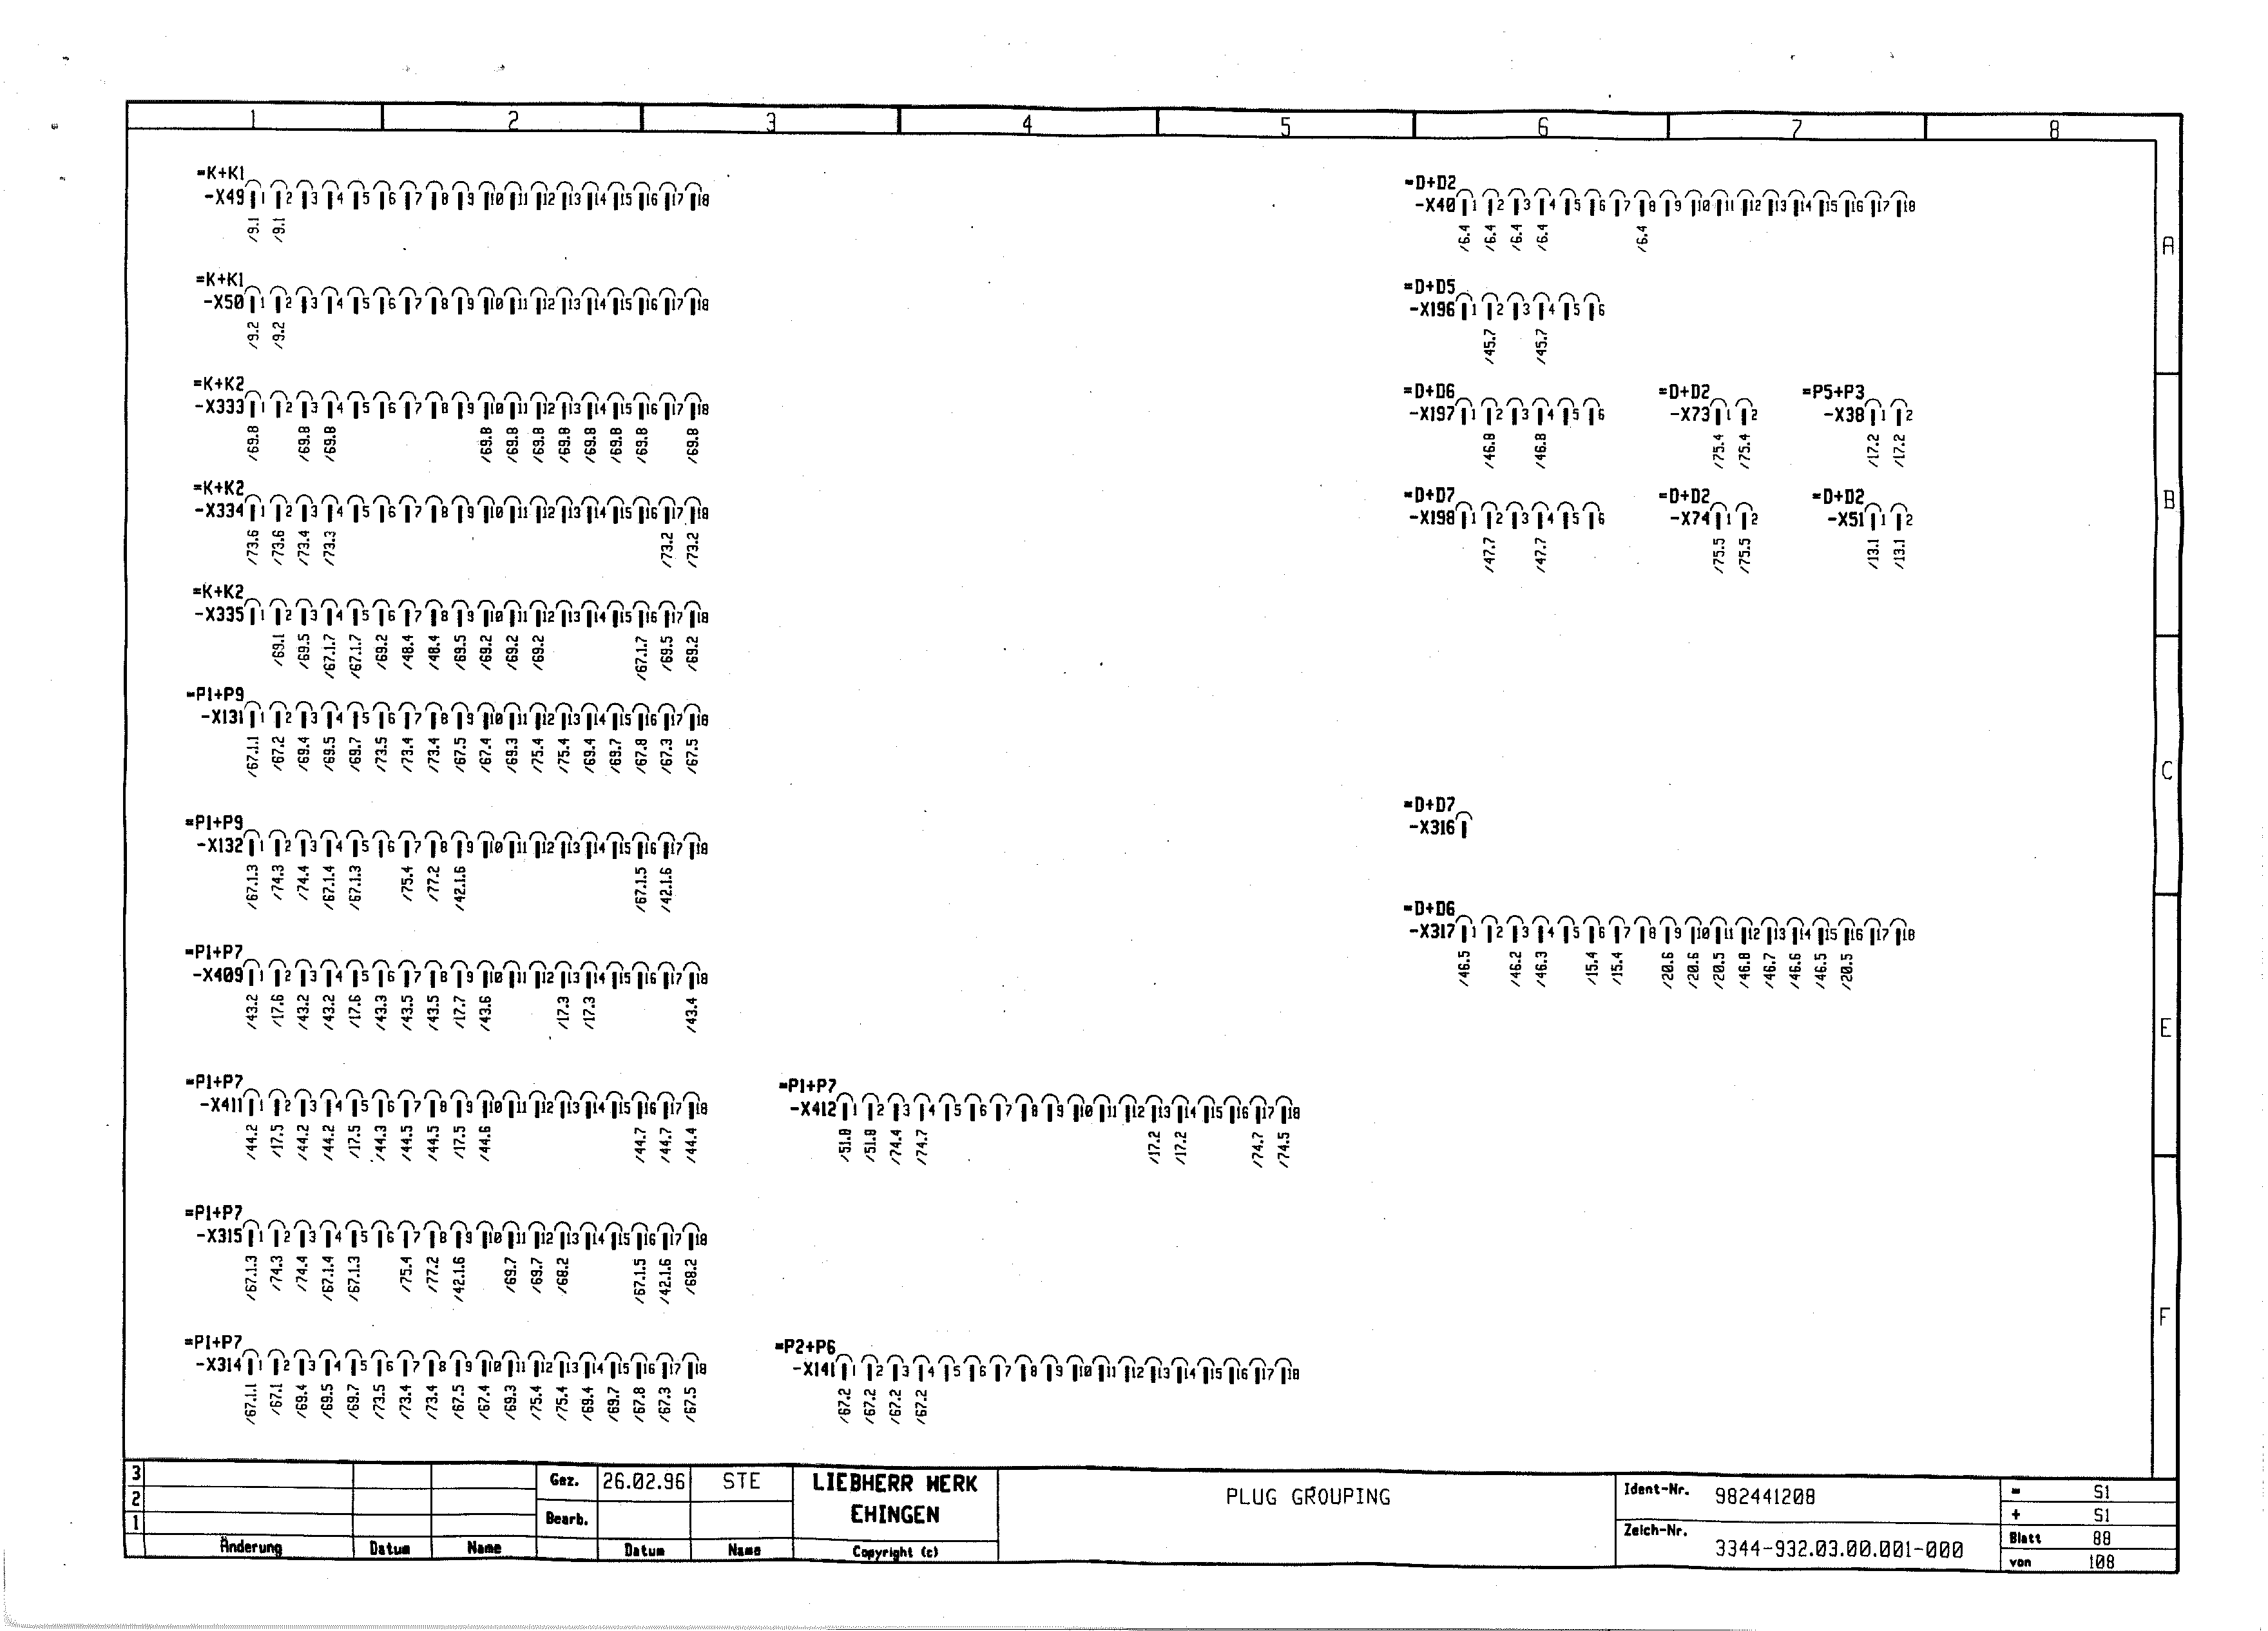 1 2 3 4 5 6 7 8
=K+K1
-X49 1 2 3 4 5 6 7 8 9 10 11 12 13 14 15 16 17 18
/9.1 /9.1
=K+K1
-X50 1 2 3 4 5 6 7 8 9 10 11 12 13 14 15 16 17 18
/9.2 /9.2
=K+K2
-X333 1 2 3 4 5 6 7 8 9 10 11 12 13 14 15 16 17 18
/69.8 /69.8 /69.8 /69.8 /69.8 /69.8 /69.8 /69.8 /69.8 /69.8 /69.8
=K+K2
-X334 1 2 3 4 5 6 7 8 9 10 11 12 13 14 15 16 17 18
/73.6 /73.6 /73.4 /73.3 /73.2 /73.2
=K+K2
-X335 1 2 3 4 5 6 7 8 9 10 11 12 13 14 15 16 17 18
/69.1 /69.5 /67.1.7 /67.1.7 /69.2 /48.4 /48.4 /69.5 /69.2 /69.2 /69.2 /67.1.7 /69.5 /69.2
=P1+P9
-X131 1 2 3 4 5 6 7 8 9 10 11 12 13 14 15 16 17 18
/67.1.1 /67.2 /69.4 /69.5 /69.7 /73.5 /73.4 /73.4 /67.5 /67.4 /69.3 /75.4 /75.4 /69.4 /69.7 /67.8 /67.3 /67.5
=P1+P9
-X132 1 2 3 4 5 6 7 8 9 10 11 12 13 14 15 16 17 18
/67.1.3 /74.3 /74.4 /67.1.4 /67.1.3 /75.4 /77.2 /42.1.6 /67.1.5 /42.1.6
=P1+P7
-X409 1 2 3 4 5 6 7 8 9 10 11 12 13 14 15 16 17 18
/43.2 /17.6 /43.2 /43.2 /17.6 /43.3 /43.5 /43.5 /17.7 /43.6 /17.3 /17.3 /43.4
=P1+P7
-X411 1 2 3 4 5 6 7 8 9 10 11 12 13 14 15 16 17 18
/44.2 /17.5 /44.2 /44.2 /17.5 /44.3 /44.5 /44.5 /17.5 /44.6 /44.7 /44.7 /44.4
=P1+P7
-X315 1 2 3 4 5 6 7 8 9 10 11 12 13 14 15 16 17 18
/67.1.3 /74.3 /74.4 /67.1.4 /67.1.3 /75.4 /77.2 /42.1.6 /69.7 /69.7 /68.2 /67.1.5 /42.1.6 /68.2
=P1+P7
-X314 1 2 3 4 5 6 7 8 9 10 11 12 13 14 15 16 17 18
/67.1.1 /67.1 /69.4 /69.5 /69.7 /73.5 /73.4 /73.4 /67.5 /67.4 /69.3 /75.4 /75.4 /69.4 /69.7 /67.8 /67.3 /67.5
=P1+P7
-X412 1 2 3 4 5 6 7 8 9 10 11 12 13 14 15 16 17 18
/51.8 /51.8 /74.4 /74.7 /17.2 /17.2 /74.7 /74.5
=P2+P6
-X141 1 2 3 4 5 6 7 8 9 10 11 12 13 14 15 16 17 18
/67.2 /67.2 /67.2 /67.2
=D+D2
-X40 1 2 3 4 5 6 7 8 9 10 11 12 13 14 15 16 17 18
/6.4 /6.4 /6.4 /6.4 /6.4
=D+D5
-X196 1 2 3 4 5 6
/45.7 /45.7
=D+D6
-X197 1 2 3 4 5 6
/46.8 /46.8
=D+D2
-X73 1 2
/75.4 /75.4
=P5+P3
-X38 1 2
/17.2 /17.2
=D+D7
-X198 1 2 3 4 5 6
/47.7 /47.7
=D+D2
-X74 1 2
/75.5 /75.5
=D+D2
-X51 1 2
/13.1 /13.1
=D+D7
-X316
=D+D6
-X317 1 2 3 4 5 6 7 8 9 10 11 12 13 14 15 16 17 18
/46.5 /46.2 /46.3 /15.4 /15.4 /20.6 /20.6 /20.5 /46.8 /46.7 /46.6 /46.5 /20.5
A
B
C
E
F
3
2
1
Änderung Datum Name
Gez. 26.02.96 STE
Bearb.
Datum Name
LIEBHERR WERK
EHINGEN
Copyright (c)
PLUG GROUPING
Ident-Nr. 982441208
Zeich-Nr. 3344-932.03.00.001-000
= S1
+ S1
Blatt 88
von 108